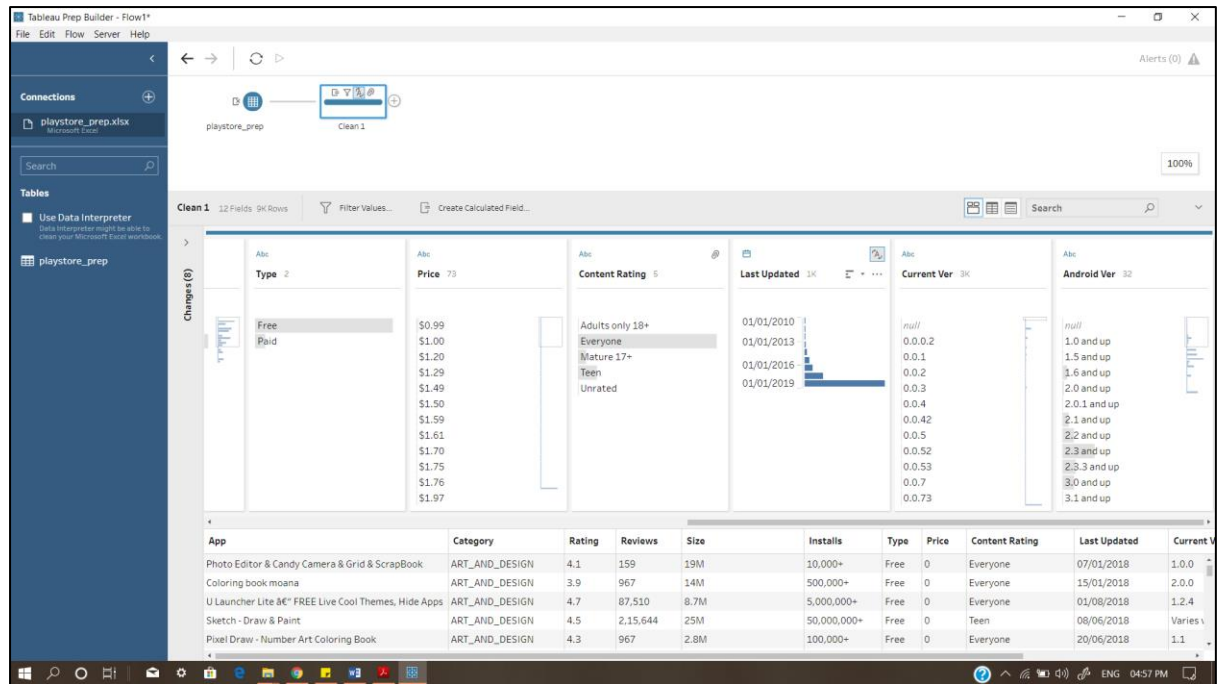 Tableau Prep Builder - Flow1*
File Edit Flow Server Help
Alerts (0)
Connections
playstore_prep.xlsx
Microsoft Excel
playstore_prep
Clean 1
Search
100%
Tables
Use Data Interpreter
Data Interpreter might be able to
clean your Microsoft Excel workbook.
playstore_prep
Clean 1 12 Fields 9K Rows Filter Values... Create Calculated Field... Search
Changes (8)
Abc
Type 2
Free
Paid
Abc
Price 73
$0.99
$1.00
$1.20
$1.29
$1.49
$1.50
$1.59
$1.61
$1.70
$1.75
$1.76
$1.97
Abc
Content Rating 5
Adults only 18+
Everyone
Mature 17+
Teen
Unrated
Last Updated 1K
01/01/2010
01/01/2013
01/01/2016
01/01/2019
Abc
Current Ver 3K
null
0.0.0.2
0.0.1
0.0.2
0.0.3
0.0.4
0.0.42
0.0.5
0.0.52
0.0.53
0.0.7
0.0.73
Abc
Android Ver 32
null
1.0 and up
1.5 and up
1.6 and up
2.0 and up
2.0.1 and up
2.1 and up
2.2 and up
2.3 and up
2.3.3 and up
3.0 and up
3.1 and up
App Category Rating Reviews Size Installs Type Price Content Rating Last Updated Current V
Photo Editor & Candy Camera & Grid & ScrapBook ART_AND_DESIGN 4.1 159 19M 10,000+ Free 0 Everyone 07/01/2018 1.0.0
Coloring book moana ART_AND_DESIGN 3.9 967 14M 500,000+ Free 0 Everyone 15/01/2018 2.0.0
U Launcher Lite â€“ FREE Live Cool Themes, Hide Apps ART_AND_DESIGN 4.7 87,510 8.7M 5,000,000+ Free 0 Everyone 01/08/2018 1.2.4
Sketch - Draw & Paint ART_AND_DESIGN 4.5 2,15,644 25M 50,000,000+ Free 0 Teen 08/06/2018 Varies
Pixel Draw - Number Art Coloring Book ART_AND_DESIGN 4.3 967 2.8M 100,000+ Free 0 Everyone 20/06/2018 1.1
ENG 04:57 PM